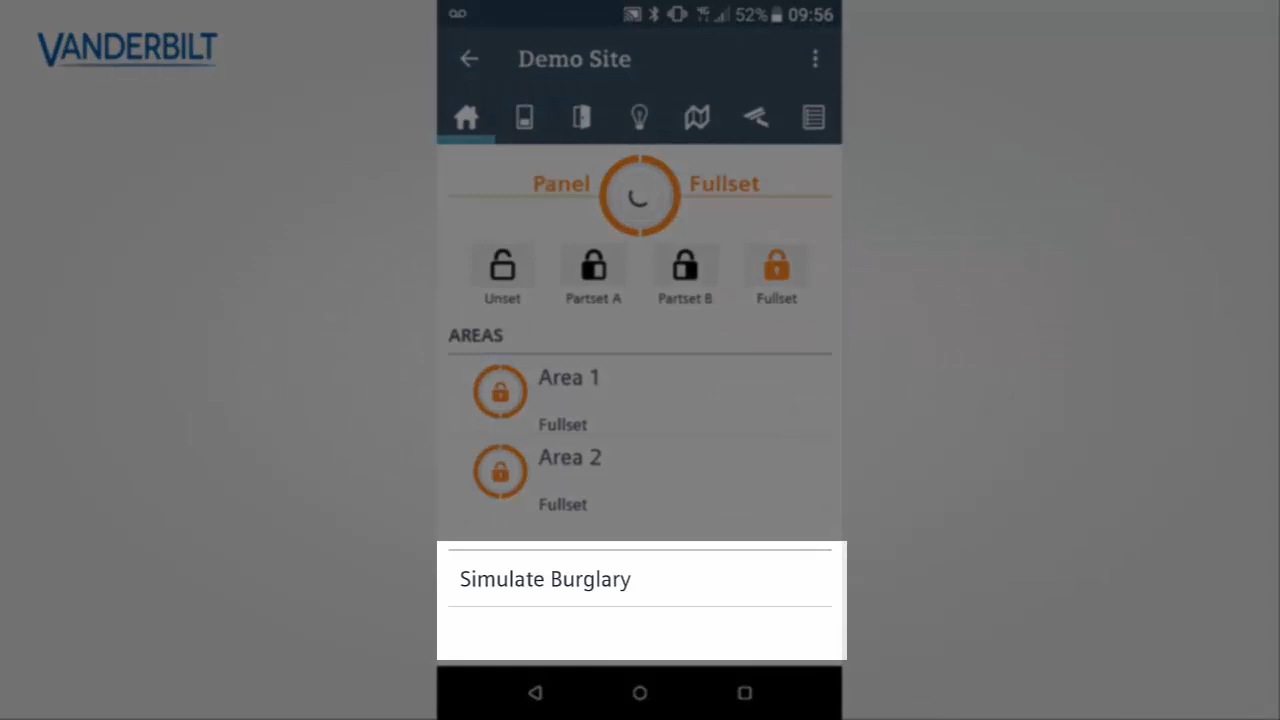 VANDERBILT
4G 52% 09:56
Demo Site
Panel Fullset
Unset Partset A Partset B Fullset
AREAS
Area 1
Fullset
Area 2
Fullset
Simulate Burglary